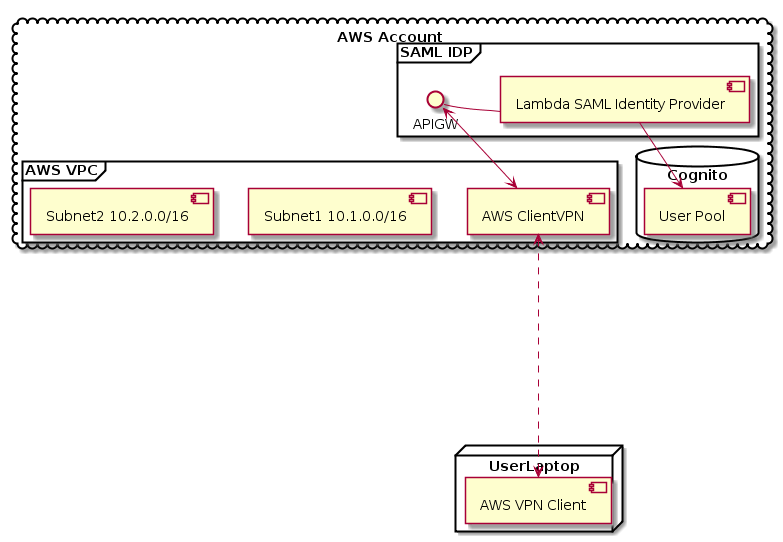 AWS Account
SAML IDP
Lambda SAML Identity Provider
APIGW
AWS VPC
Cognito
Subnet2 10.2.0.0/16
Subnet1 10.1.0.0/16
AWS ClientVPN
User Pool
UserLaptop
AWS VPN Client